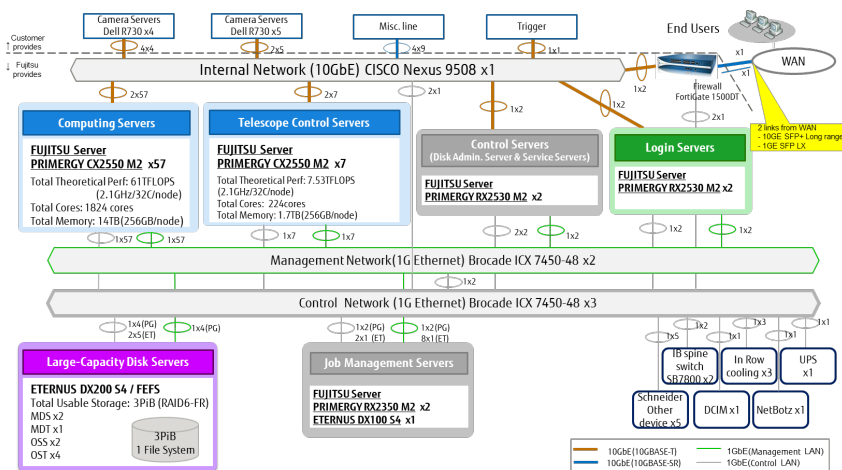 Camera Servers
Dell R730 x4
Camera Servers
Dell R730 x5
Misc. line
Trigger
End Users
Customer
↑ provides
4x4
2x5
4x9
1x1
x1
x1
WAN
↓ Fujitsu
provides
Internal Network (10GbE) CISCO Nexus 9508 x1
1x2
Firewall
FortiGate 1500DT
2x57
2x7
2x1
1x2
1x2
2x1
2 links from WAN
- 10GE SFP+ Long range
- 1GE SFP LX
Computing Servers
FUJITSU Server
PRIMERGY CX2550 M2 x57
Total Theoretical Perf: 61TFLOPS
(2.1GHz/32C/node)
Total Cores: 1824 cores
Total Memory: 14TB(256GB/node)
Telescope Control Servers
FUJITSU Server
PRIMERGY CX2550 M2 x7
Total Theoretical Perf: 7.53TFLOPS
(2.1GHz/32C/node)
Total Cores: 224cores
Total Memory: 1.7TB(256GB/node)
Control Servers
(Disk Admin. Server & Service Servers)
FUJITSU Server
PRIMERGY RX2530 M2 x2
Login Servers
FUJITSU Server
PRIMERGY RX2530 M2 x2
1x57
1x57
1x7
1x7
2x2
1x2
1x2
1x2
Management Network(1G Ethernet) Brocade ICX 7450-48 x2
1x2
Control Network (1G Ethernet) Brocade ICX 7450-48 x3
1x4(PG)
2x5(ET)
1x4(PG)
1x2(PG)
2x1(ET)
1x2(PG)
8x1(ET)
1x5
1x2
1x1
1x3
1x1
1x1
Large-Capacity Disk Servers
ETERNUS DX200 S4 / FEFS
Total Usable Storage: 3PiB (RAID6-FR)
MDS x2
MDT x1
OSS x2
OST x4
3PiB
1 File System
Job Management Servers
FUJITSU Server
PRIMERGY RX2350 M2 x2
ETERNUS DX100 S4 x1
IB spine
switch
SB7800 x2
In Row
cooling x3
UPS
x1
Schneider
Other
device x5
DCIM x1
NetBotz x1
10GbE(10GBASE-T)
1GbE(Management LAN)
10GbE(10GBASE-SR)
1GbE(Control LAN)